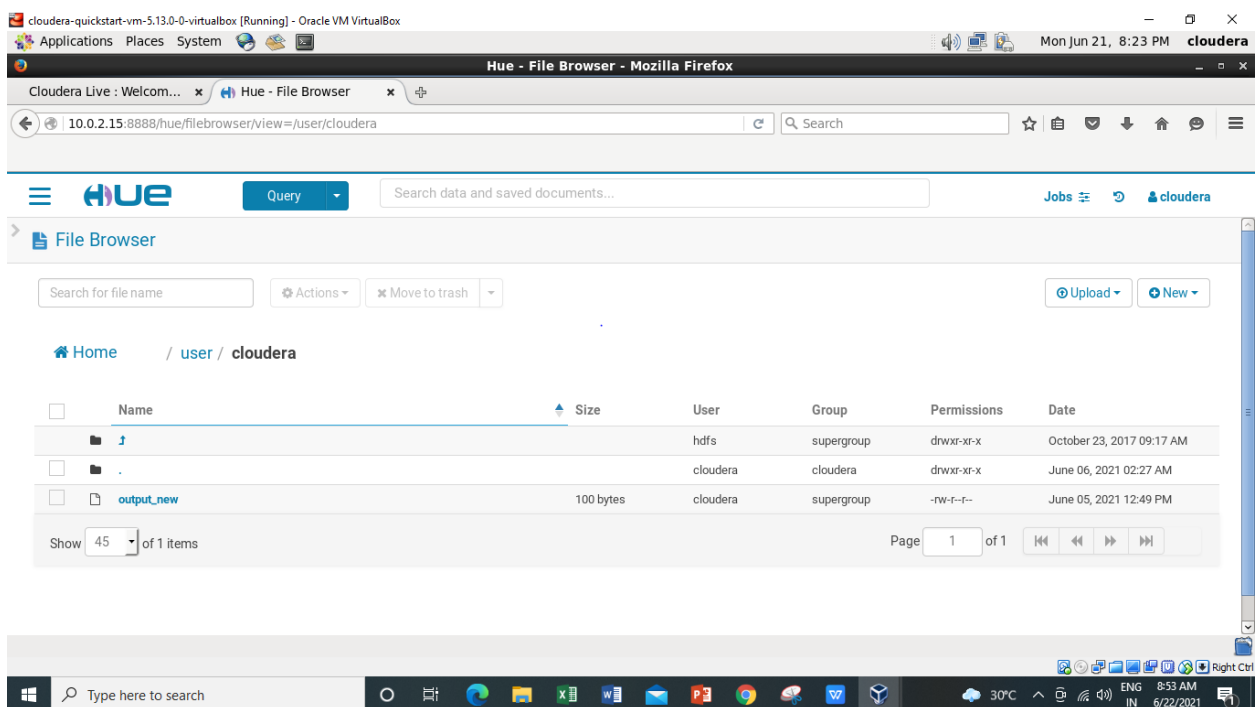 cloudera-quickstart-vm-5.13.0-0-virtualbox [Running] - Oracle VM VirtualBox
Applications Places System Mon Jun 21, 8:23 PM cloudera
Hue - File Browser - Mozilla Firefox
Cloudera Live : Welcom... Hue - File Browser
10.0.2.15:8888/hue/filebrowser/view=/user/cloudera Search
HUE Query Search data and saved documents... Jobs cloudera
File Browser
Search for file name Actions Move to trash Upload New
Home / user / cloudera
Name Size User Group Permissions Date
hdfs supergroup drwxr-xr-x October 23, 2017 09:17 AM
. cloudera cloudera drwxr-xr-x June 06, 2021 02:27 AM
output_new 100 bytes cloudera supergroup -rw-r--r-- June 05, 2021 12:49 PM
Show 45 of 1 items Page 1 of 1
Right Ctrl
Type here to search 30°C ENG 8:53 AM
IN 6/22/2021